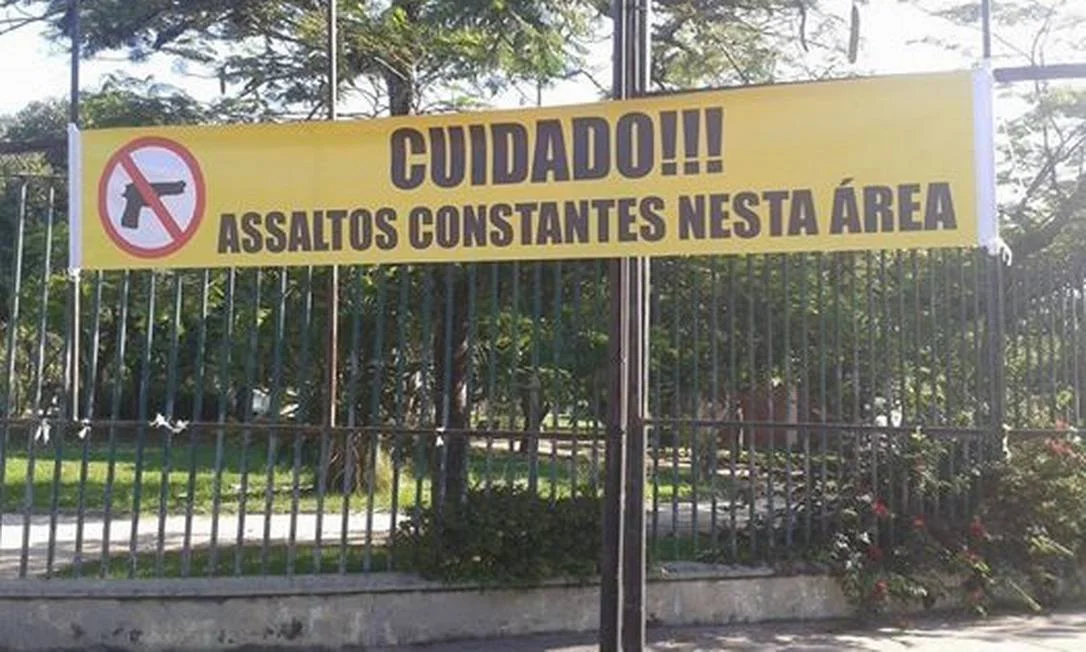 CUIDADO!!!
ASSALTOS CONSTANTES NESTA ÁREA